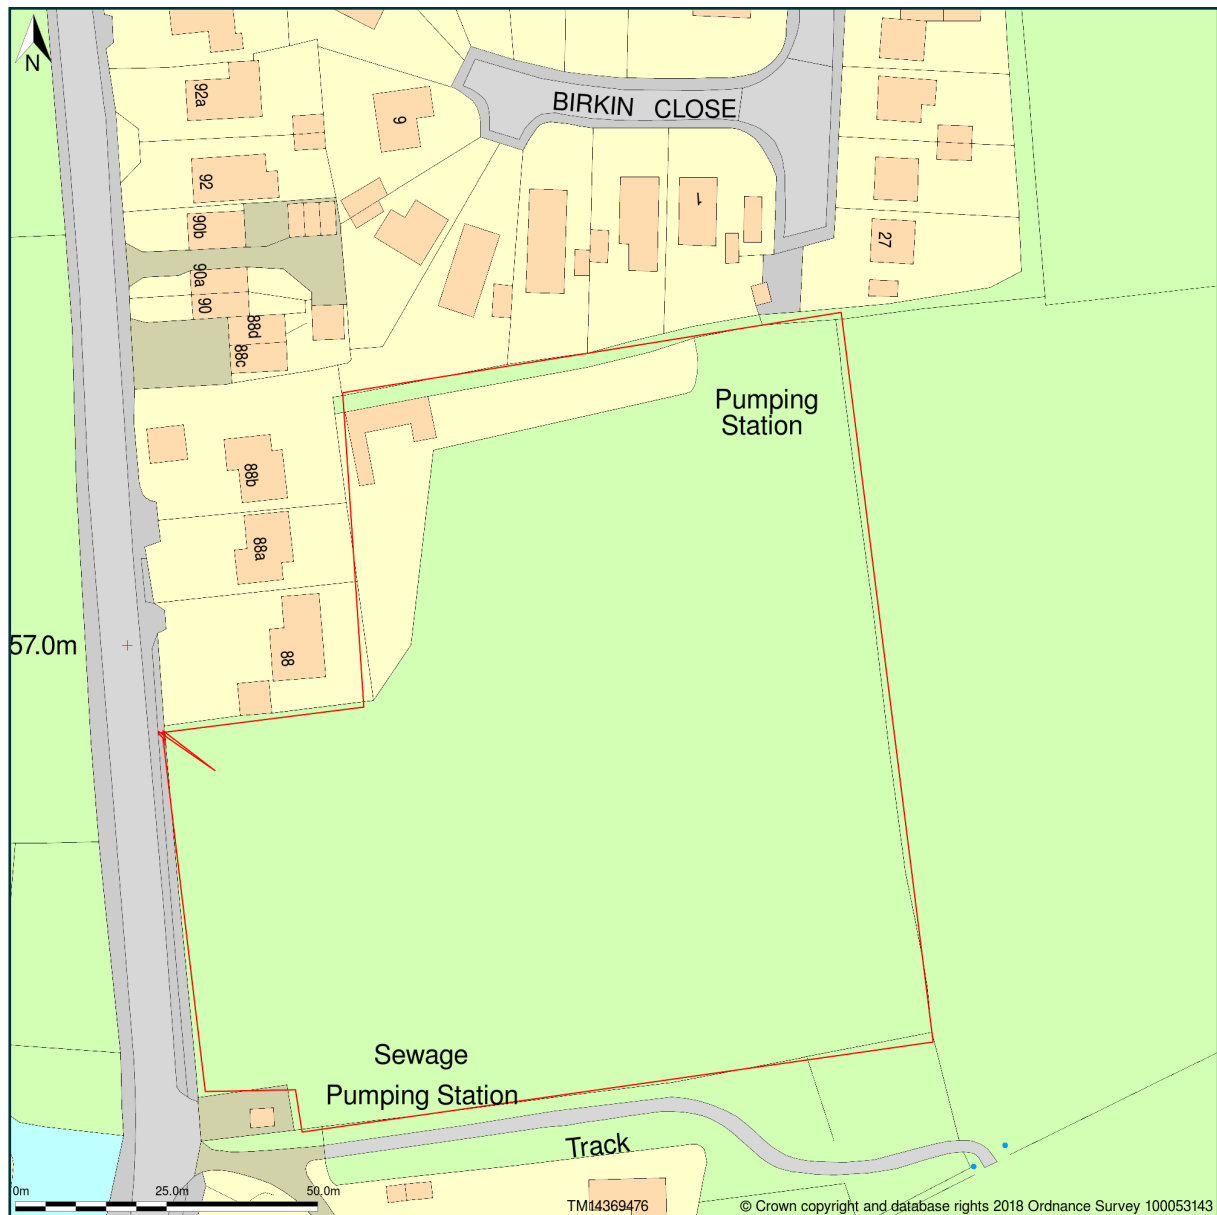 N
92a
9
BIRKIN CLOSE
92
1
90b
27
90a
90
88d
88c
Pumping
Station
88b
88a
57.0m
88
Sewage
Pumping Station
Track
0m 25.0m 50.0m
TM14369476
© Crown copyright and database rights 2018 Ordnance Survey 100053143